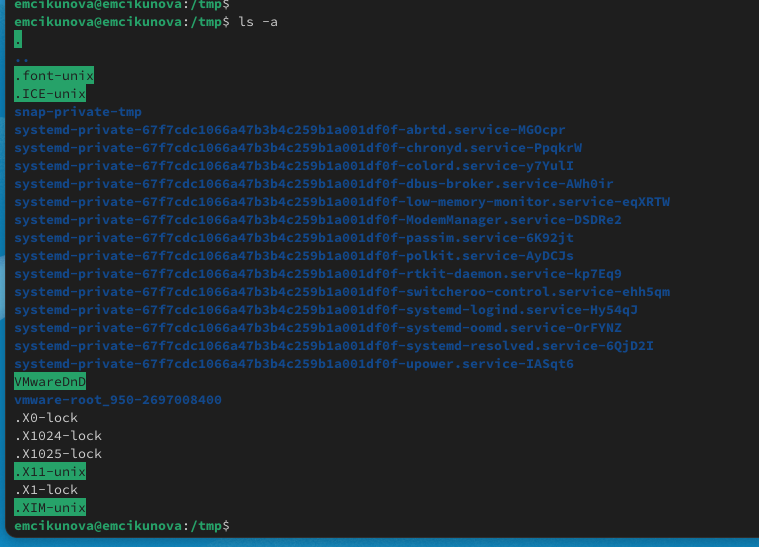 emcikunova@emcikunova:/tmp$
emcikunova@emcikunova:/tmp$ ls -a
.
..
.font-unix
.ICE-unix
snap-private-tmp
systemd-private-67f7cdc1066a47b3b4c259b1a001df0f-abrtd.service-MGOcpr
systemd-private-67f7cdc1066a47b3b4c259b1a001df0f-chronyd.service-PpqkrW
systemd-private-67f7cdc1066a47b3b4c259b1a001df0f-colord.service-y7YulI
systemd-private-67f7cdc1066a47b3b4c259b1a001df0f-dbus-broker.service-AWh0ir
systemd-private-67f7cdc1066a47b3b4c259b1a001df0f-low-memory-monitor.service-eqXRTW
systemd-private-67f7cdc1066a47b3b4c259b1a001df0f-ModemManager.service-DSDRe2
systemd-private-67f7cdc1066a47b3b4c259b1a001df0f-passim.service-6K92jt
systemd-private-67f7cdc1066a47b3b4c259b1a001df0f-polkit.service-AyDCJs
systemd-private-67f7cdc1066a47b3b4c259b1a001df0f-rtkit-daemon.service-kp7Eq9
systemd-private-67f7cdc1066a47b3b4c259b1a001df0f-switcheroo-control.service-ehh5qm
systemd-private-67f7cdc1066a47b3b4c259b1a001df0f-systemd-logind.service-HyS4qJ
systemd-private-67f7cdc1066a47b3b4c259b1a001df0f-systemd-oomd.service-OrFYNZ
systemd-private-67f7cdc1066a47b3b4c259b1a001df0f-systemd-resolved.service-6QjD2I
systemd-private-67f7cdc1066a47b3b4c259b1a001df0f-upower.service-IASqt6
VMwareDnD
vmware-root_950-2697008400
.X0-lock
.X1024-lock
.X1025-lock
.X11-unix
.X1-lock
.XIM-unix
emcikunova@emcikunova:/tmp$